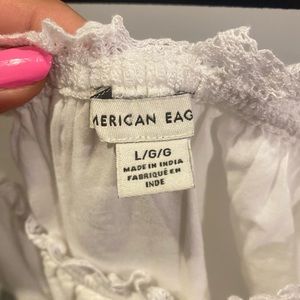 MERICAN EAG
L/G/G
MADE IN INDIA
FABRIQUÉ EN
INDE